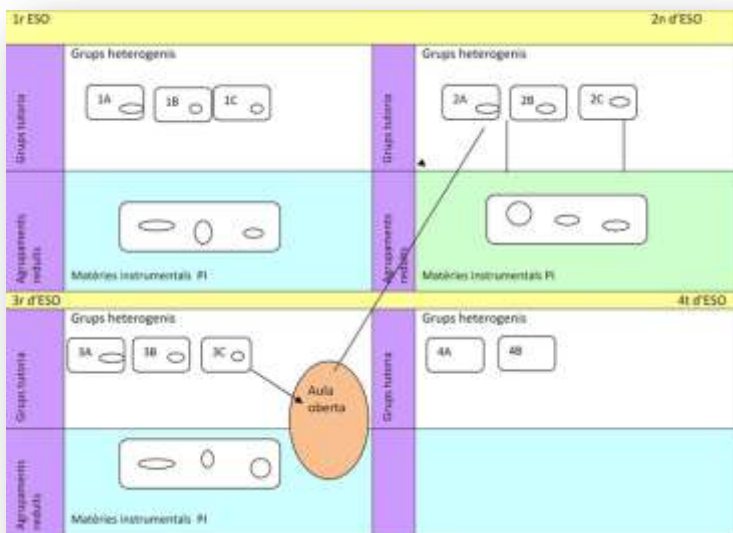 1r ESO
2n d'ESO
Grups heterogenis
Grups tutoria
1A
1B
1C
Agrupaments
reduïts
Matèries instrumentals PI
Grups heterogenis
Grups tutoria
2A
2B
2C
Agrupaments
reduïts
Matèries instrumentals PI
3r d'ESO
4t d'ESO
Grups heterogenis
Grups tutoria
3A
3B
3C
Aula
oberta
Agrupaments
reduïts
Matèries instrumentals PI
Grups heterogenis
Grups tutoria
4A
4B